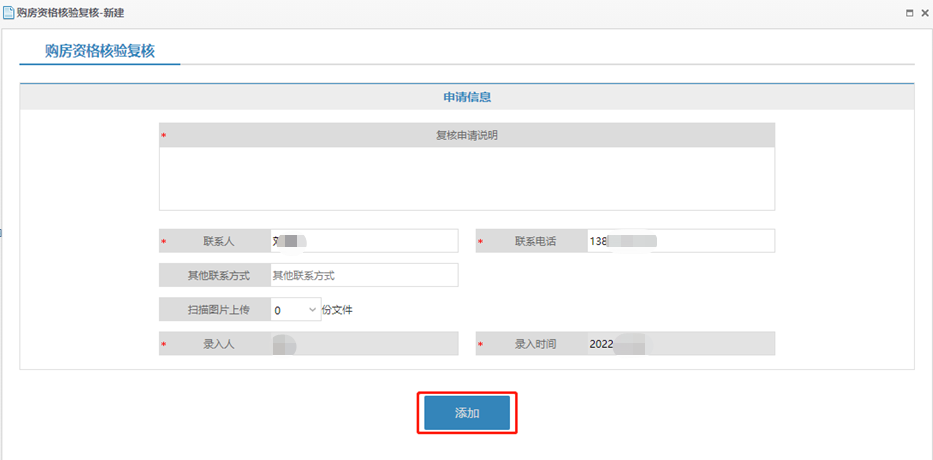 购房资格核验复核-新建
购房资格核验复核
申请信息
* 复核申请说明
* 联系人
* 联系电话 138
其他联系方式 其他联系方式
扫描图片上传 0 份文件
* 录入人
* 录入时间 2022
添加